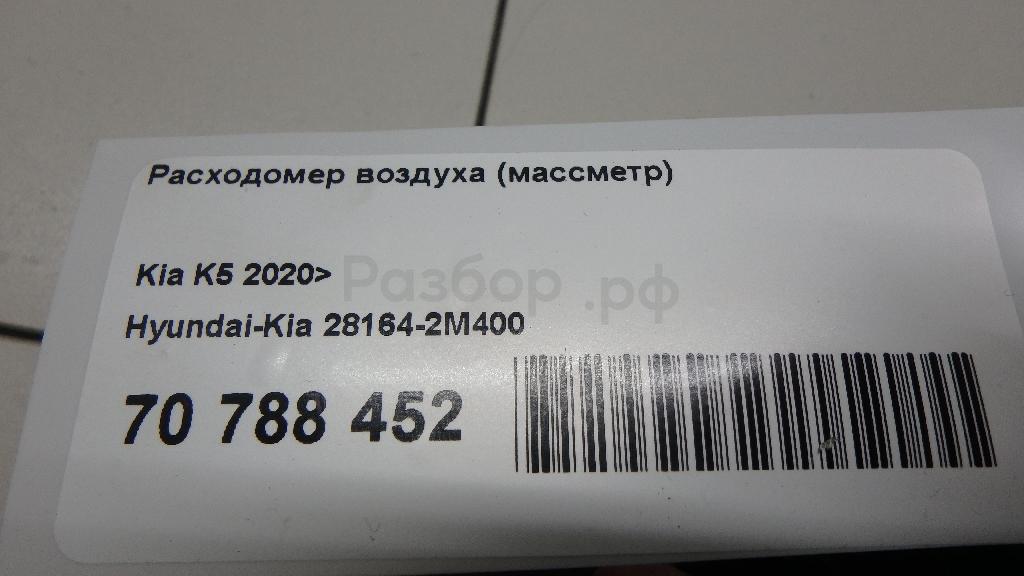 Расходомер воздуха (массметр)
Kia K5 2020>
Разбор.рф
Hyundai-Kia 28164-2M400
70 788 452